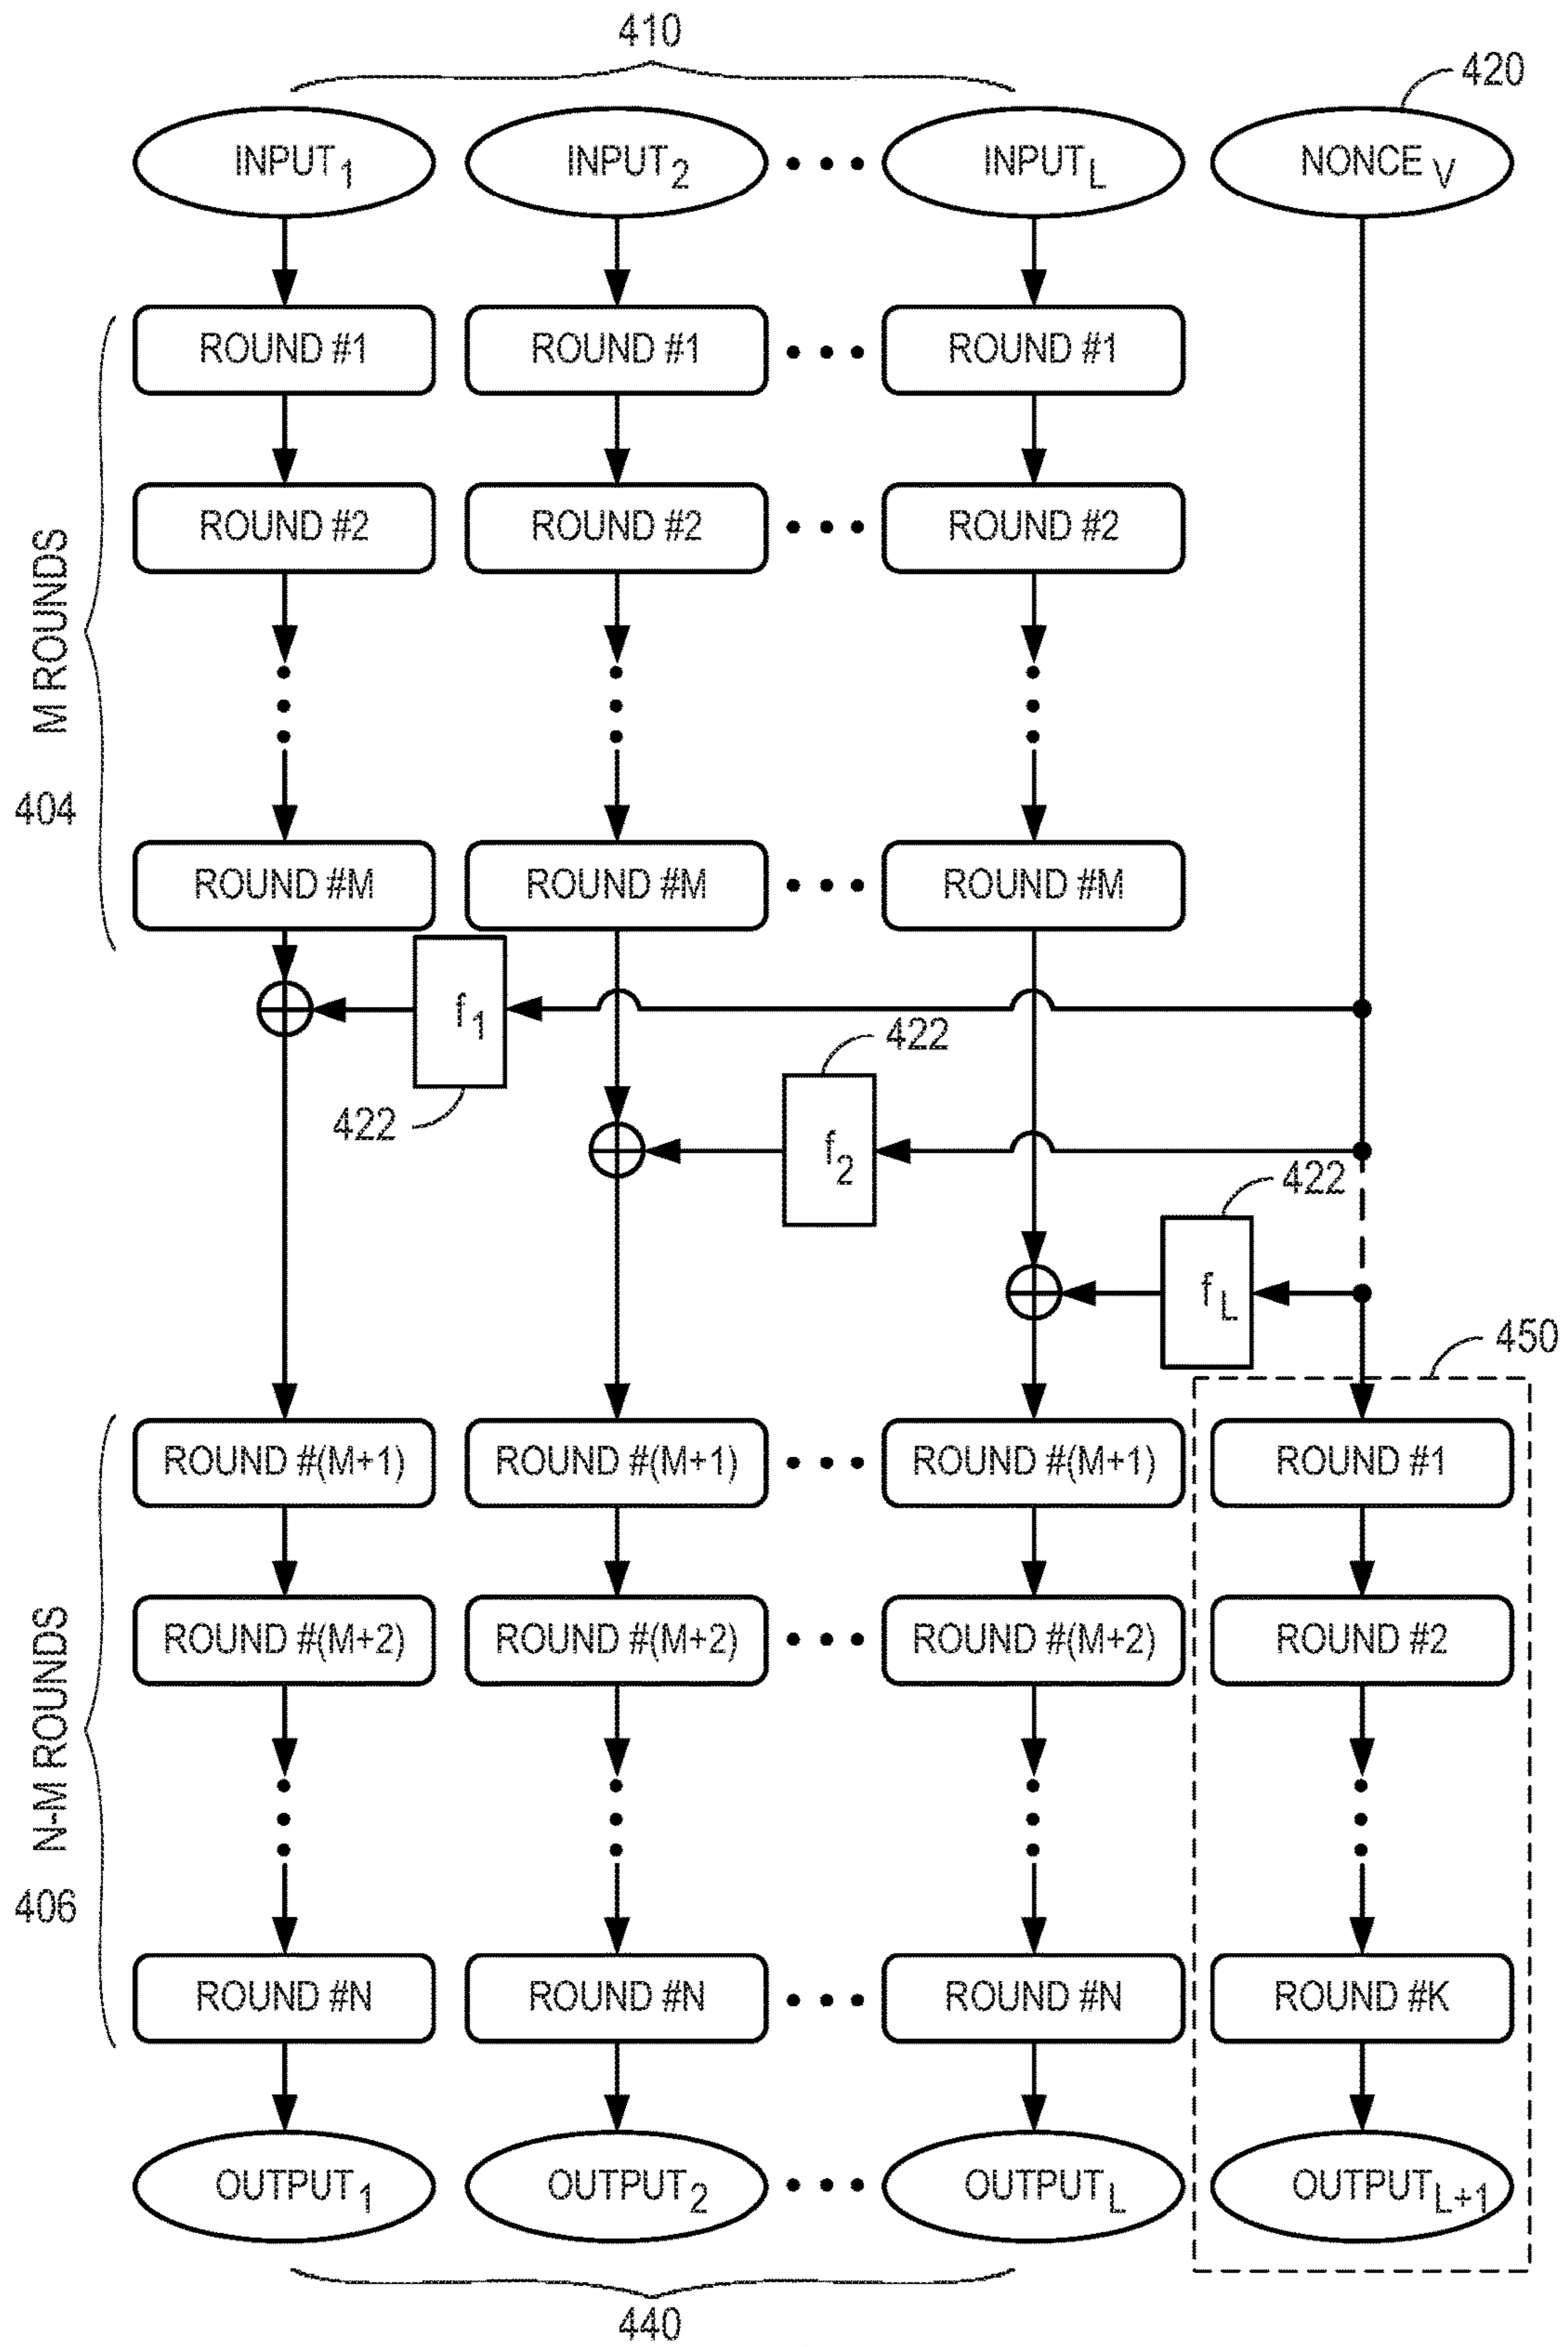 410
420
INPUT1 INPUT2 INPUTL NONCE V
ROUND #1 ROUND #1 ROUND #1
ROUND #2 ROUND #2 ROUND #2
M ROUNDS
404
ROUND #M ROUND #M ROUND #M
f1
422
f2
422
fL
422
450
ROUND #(M+1) ROUND #(M+1) ROUND #(M+1) ROUND #1
ROUND #(M+2) ROUND #(M+2) ROUND #(M+2) ROUND #2
N-M ROUNDS
406
ROUND #N ROUND #N ROUND #N ROUND #K
OUTPUT1 OUTPUT2 OUTPUTL OUTPUTL+1
440